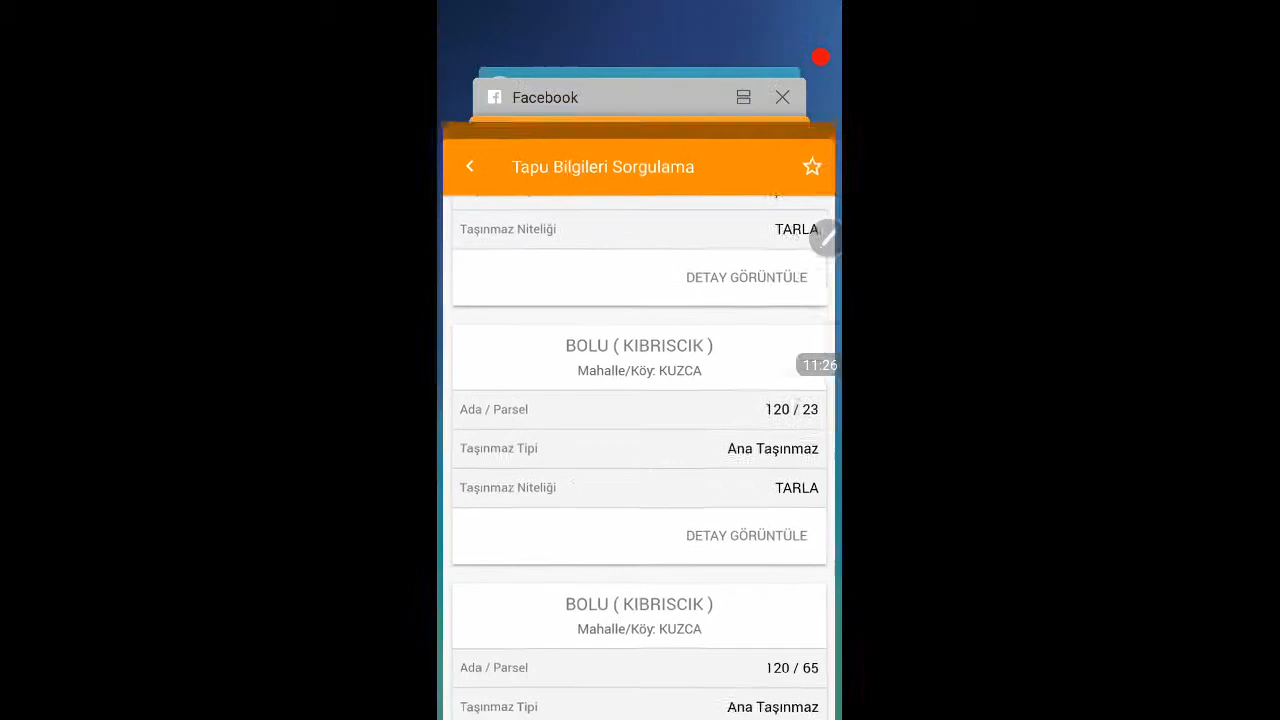 Facebook
Tapu Bilgileri Sorgulama
Taşınmaz Niteliği TARLA
DETAY GÖRÜNTÜLE
BOLU ( KIBRISCIK )
Mahalle/Köy: KUZCA
11:26
Ada / Parsel 120 / 23
Taşınmaz Tipi Ana Taşınmaz
Taşınmaz Niteliği TARLA
DETAY GÖRÜNTÜLE
BOLU ( KIBRISCIK )
Mahalle/Köy: KUZCA
Ada / Parsel 120 / 65
Taşınmaz Tipi Ana Taşınmaz